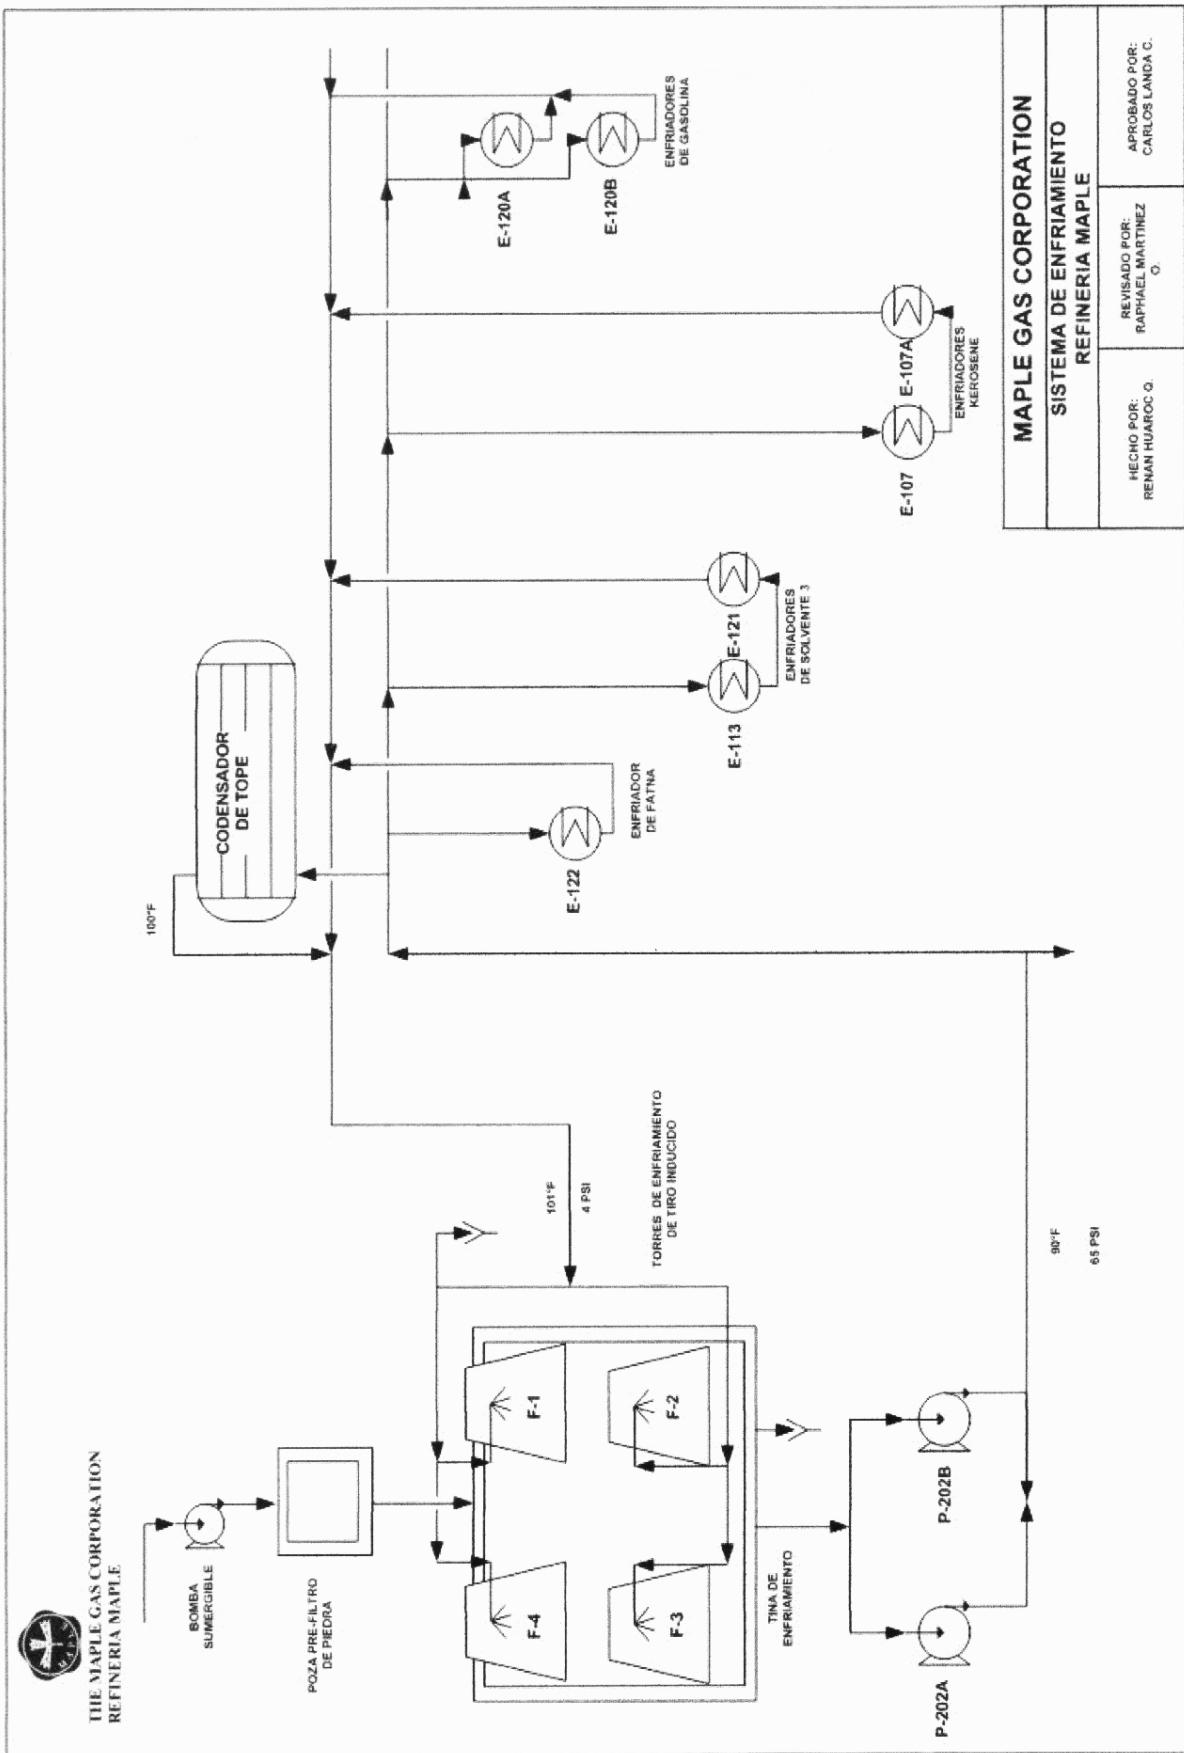 THE MAPLE GAS CORPORATION
REFINERIA MAPLE
BOMBA
SUMERGIBLE
POZA PRE-FILTRO
DE PIEDRA
F-4
F-1
F-3
F-2
TINA DE
ENFRIAMIENTO
P-202A
P-202B
TORRES DE ENFRIAMIENTO
DE TIRO INDUCIDO
101°F
4 PSI
90°F
65 PSI
100°F
CODENSADOR
DE TOPE
E-122
ENFRIADOR
DE FATNA
E-113
E-121
ENFRIADORES
DE SOLVENTE 3
E-107
E-107A
ENFRIADORES
KEROSENE
E-120A
E-120B
ENFRIADORES
DE GASOLINA
MAPLE GAS CORPORATION
SISTEMA DE ENFRIAMIENTO
REFINERIA MAPLE
HECHO POR:
RENAN HUAROC Q.
REVISADO POR:
RAPHAEL MARTINEZ
O.
APROBADO POR:
CARLOS LANDA C.